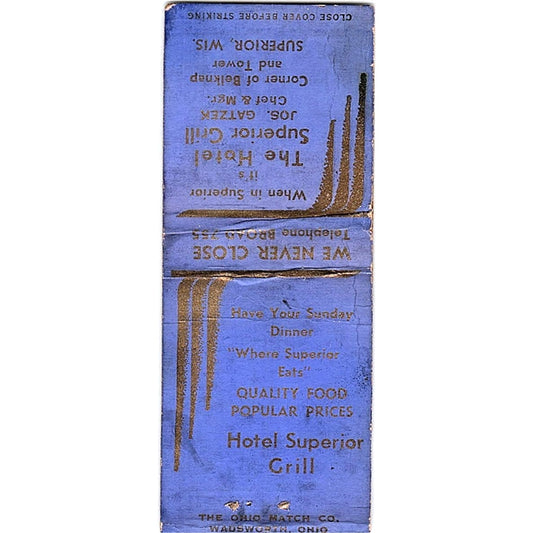 CLOSE COVER BEFORE STRIKING
When in Superior
it's
The Hotel
Superior Grill
JOS. GATZEK
Chef & Mgr.
Corner of Belknap
and Tower
SUPERIOR, WIS.
WE NEVER CLOSE
Telephone BROAD 755
Have Your Sunday
Dinner
"Where Superior
Eats"
QUALITY FOOD
POPULAR PRICES
Hotel Superior
Grill
THE OHIO MATCH CO.
WADSWORTH, OHIO